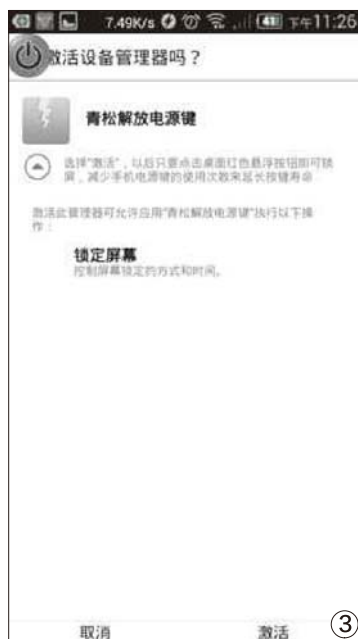 7.49K/s 41 下午11:26
激活设备管理器吗？
青松解放电源键
选择"激活"，以后只要点击桌面红色悬浮按钮即可锁
屏，减少手机电源键的使用次数来延长按键寿命
激活此管理器可允许应用"青松解放电源键"执行以下操
作：
锁定屏幕
控制屏幕锁定的方式和时间。
取消 激活 ③